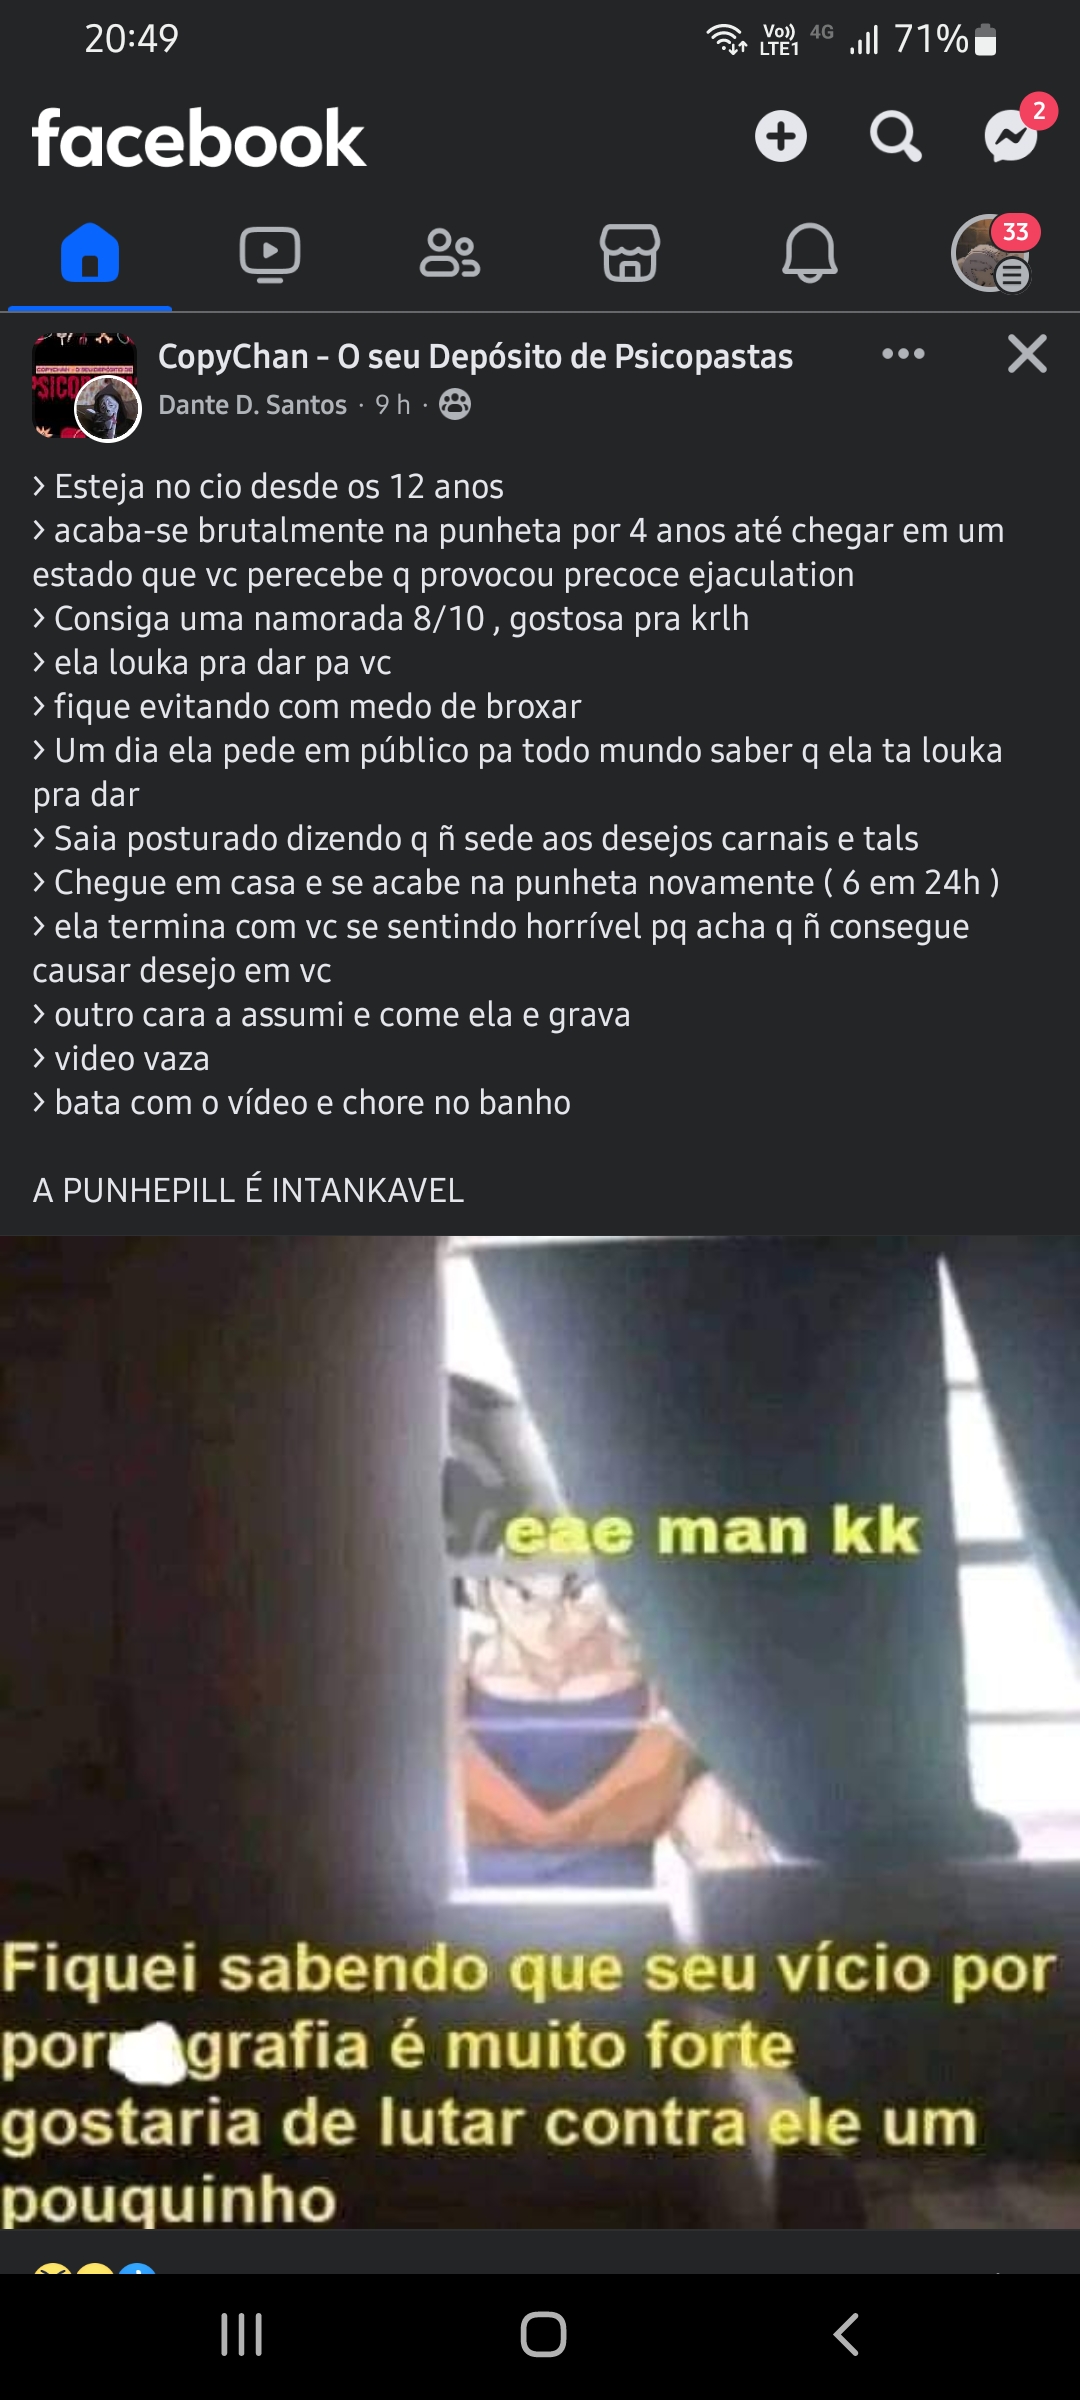 20:49
Vo)) LTE1 4G 71%
facebook
2
33
CopyChan - O seu Depósito de Psicopastas
Dante D. Santos · 9 h ·
> Esteja no cio desde os 12 anos
> acaba-se brutalmente na punheta por 4 anos até chegar em um
estado que vc perecebe q provocou precoce ejaculation
> Consiga uma namorada 8/10 , gostosa pra krlh
> ela louka pra dar pa vc
> fique evitando com medo de broxar
> Um dia ela pede em público pa todo mundo saber q ela ta louka
pra dar
> Saia posturado dizendo q ñ sede aos desejos carnais e tals
> Chegue em casa e se acabe na punheta novamente ( 6 em 24h )
> ela termina com vc se sentindo horrível pq acha q ñ consegue
causar desejo em vc
> outro cara a assumi e come ela e grava
> video vaza
> bata com o vídeo e chore no banho
A PUNHEPILL É INTANKAVEL
eae man kk
Fiquei sabendo que seu vício por
por grafia é muito forte
gostaria de lutar contra ele um
pouquinho